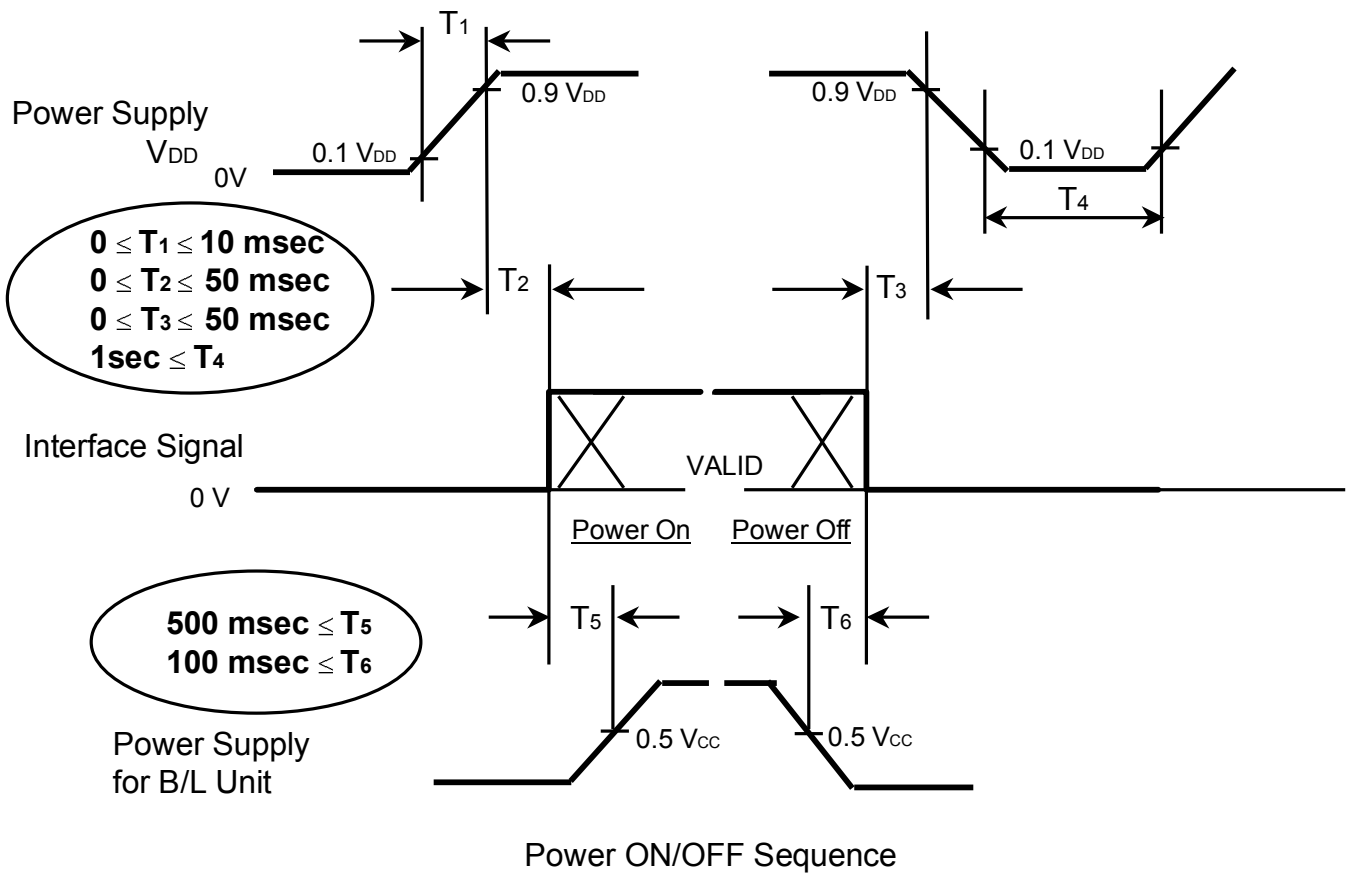 T1
0.9 VDD
0.9 VDD
Power Supply
VDD
0.1 VDD
0V
0.1 VDD
T4
0 ≤ T1 ≤ 10 msec
0 ≤ T2 ≤ 50 msec
0 ≤ T3 ≤ 50 msec
1sec ≤ T4
T2
T3
Interface Signal
0 V
VALID
Power On
Power Off
500 msec ≤ T5
100 msec ≤ T6
T5
T6
0.5 VCC
0.5 VCC
Power Supply
for B/L Unit
Power ON/OFF Sequence